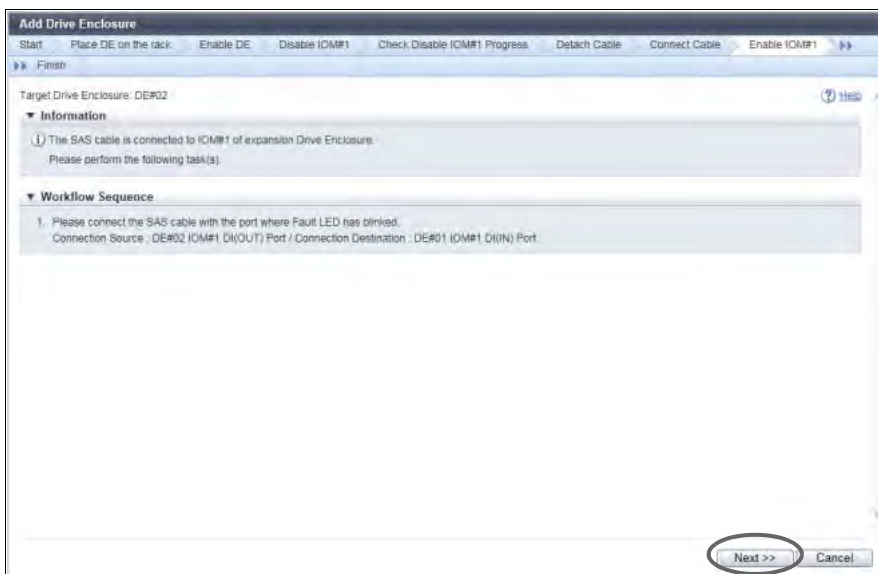 Add Drive Enclosure
Start Place DE on the rack Enable DE Disable IOM#1 Check Disable IOM#1 Progress Detach Cable Connect Cable Enable IOM#1
Finish
Target Drive Enclosure: DE#02
Help
Information
The SAS cable is connected to IOM#1 of expansion Drive Enclosure.
Please perform the following task(s).
Workflow Sequence
1. Please connect the SAS cable with the port where Fault LED has blinked.
Connection Source : DE#02 IOM#1 DI(OUT) Port / Connection Destination : DE#01 IOM#1 DI(IN) Port
Next >> Cancel